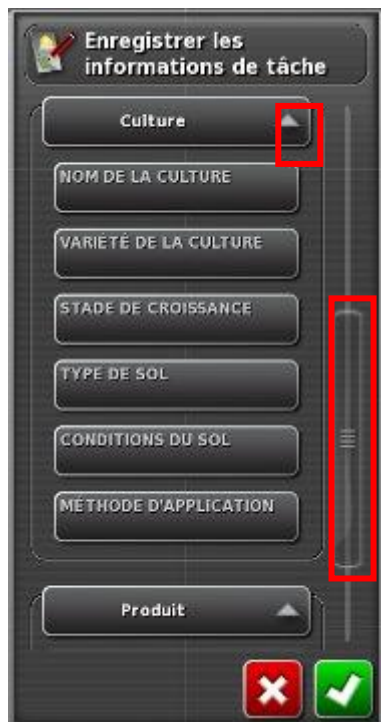 Enregistrer les
informations de tâche
Culture
NOM DE LA CULTURE
VARIÉTÉ DE LA CULTURE
STADE DE CROISSANCE
TYPE DE SOL
CONDITIONS DU SOL
MÉTHODE D'APPLICATION
Produit